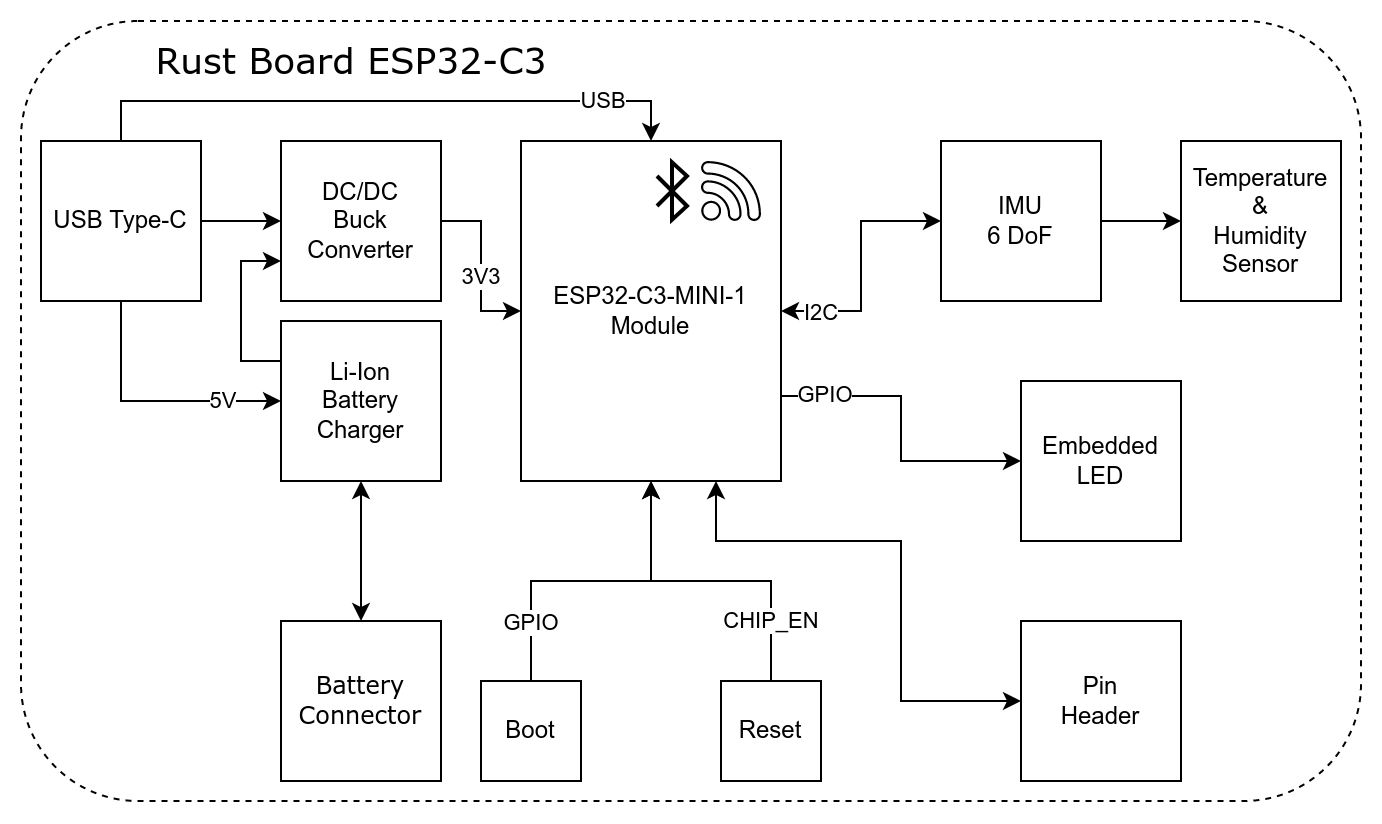 Rust Board ESP32-C3
USB
USB Type-C
DC/DC
Buck
Converter
3V3
ESP32-C3-MINI-1
Module
I2C
IMU
6 DoF
Temperature
&
Humidity
Sensor
5V
Li-Ion
Battery
Charger
GPIO
Embedded
LED
Battery
Connector
GPIO
Boot
CHIP_EN
Reset
Pin
Header